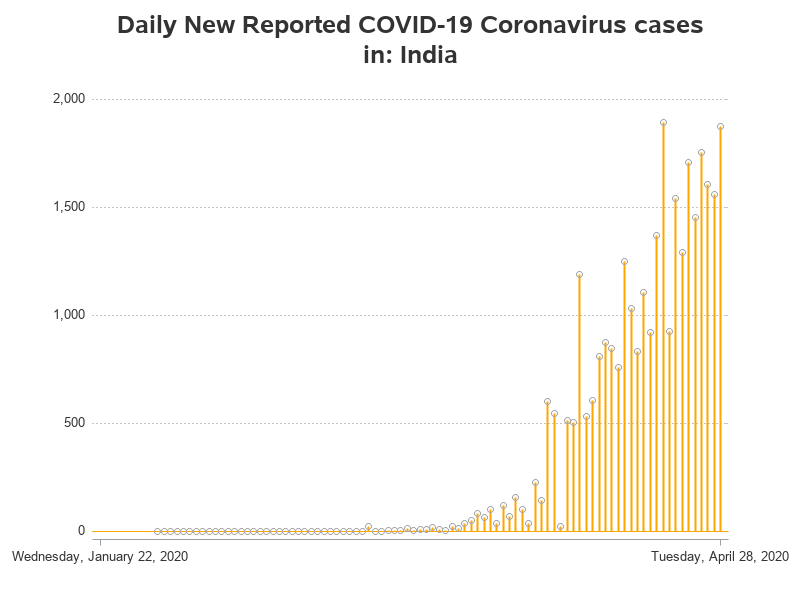 Daily New Reported COVID-19 Coronavirus cases
in: India
2,000
1,500
1,000
500
0
Wednesday, January 22, 2020
Tuesday, April 28, 2020